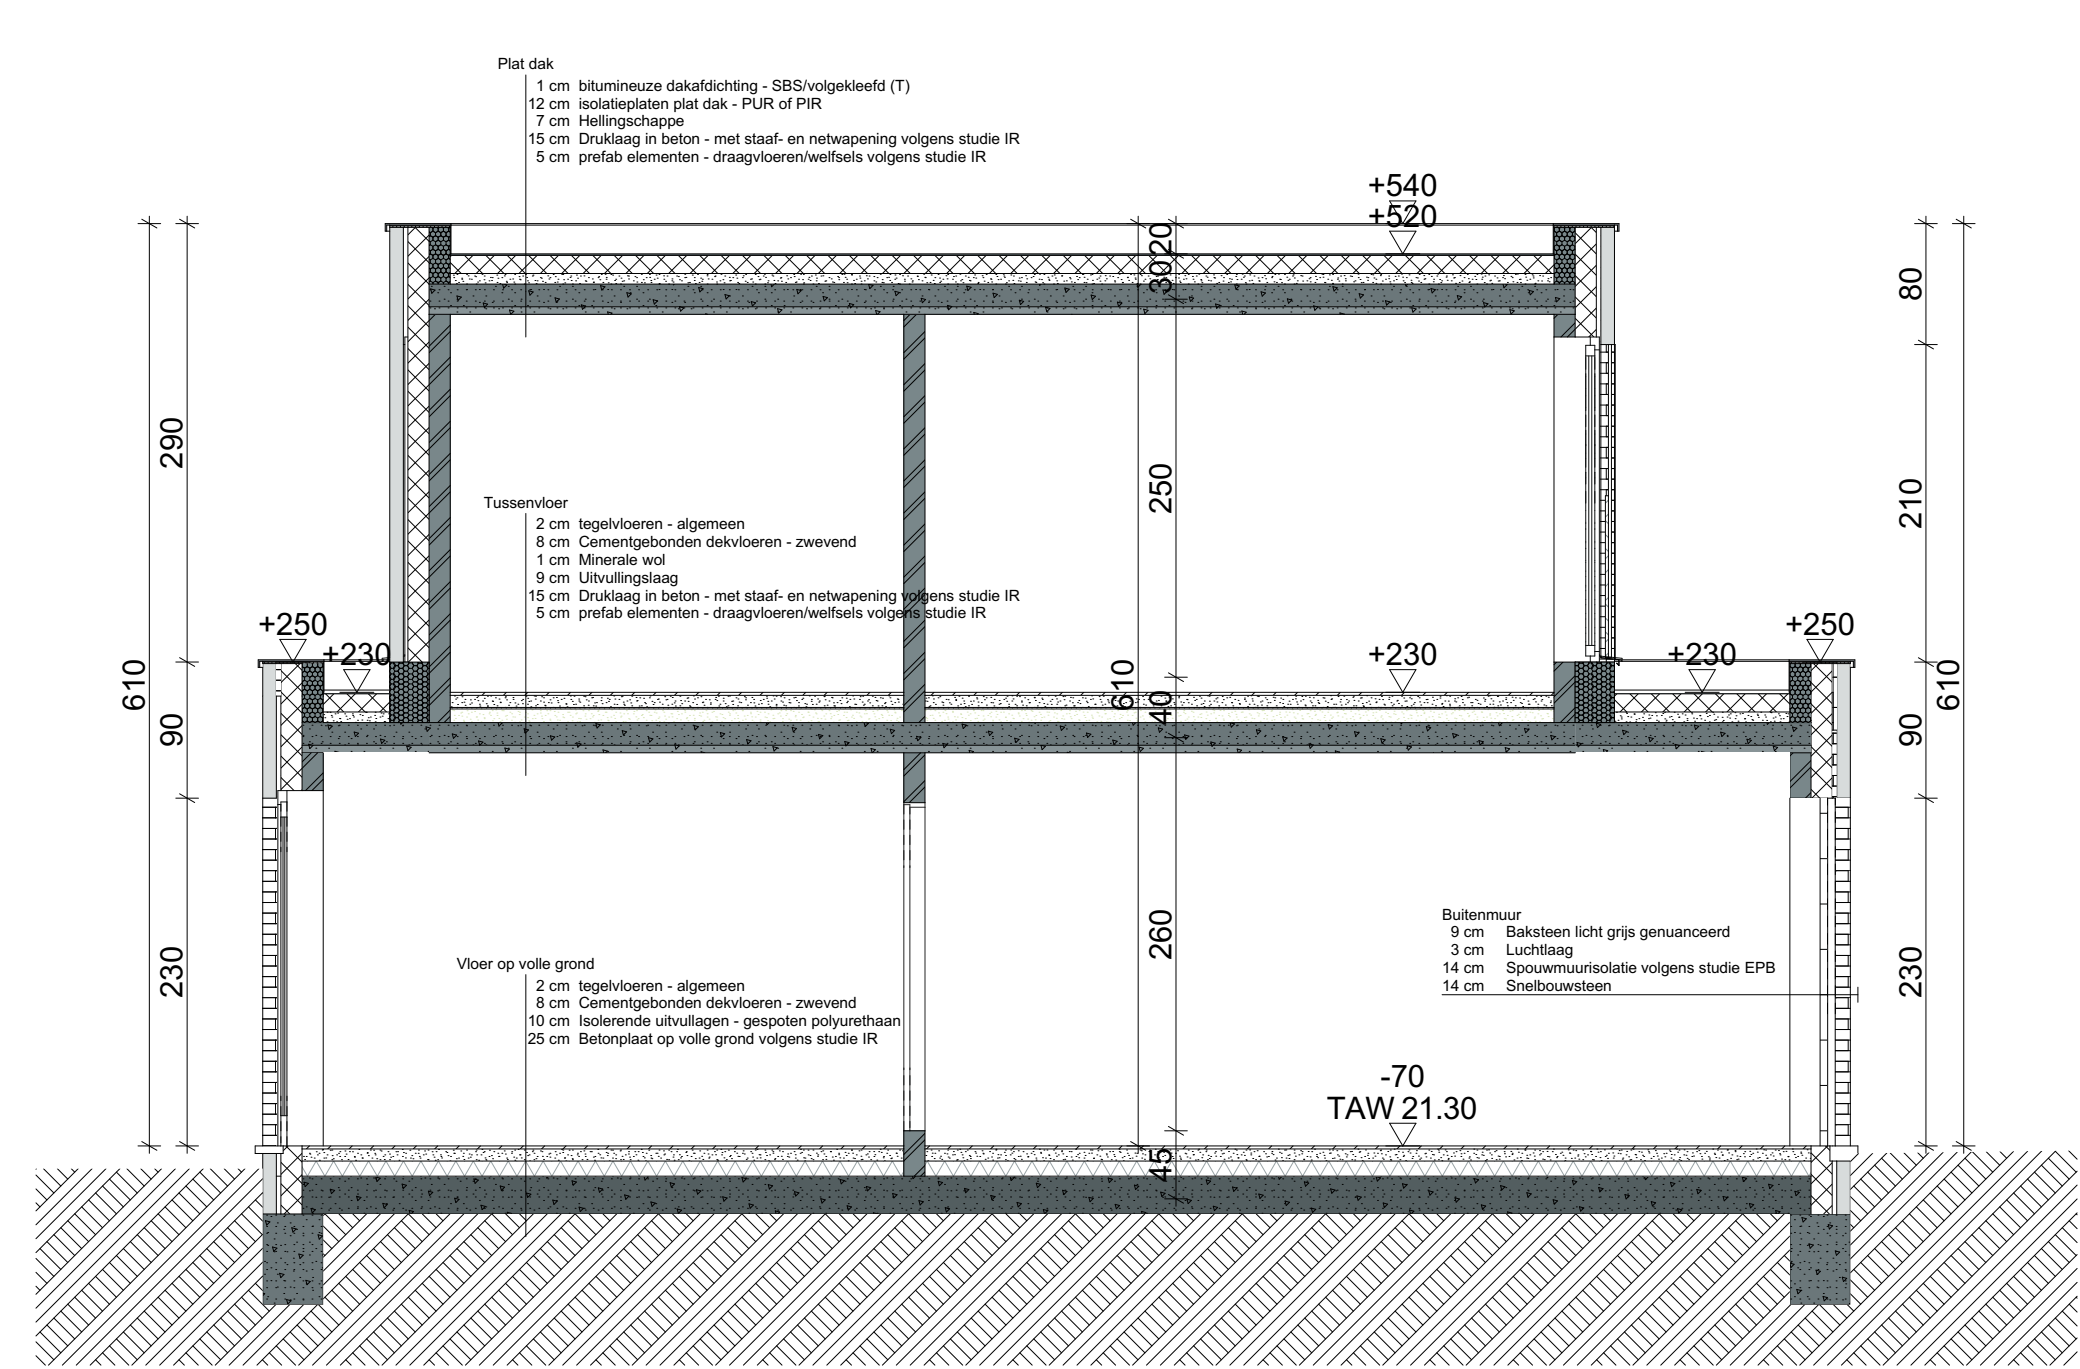 Plat dak
1 cm bitumineuze dakafdichting - SBS/volgekleefd (T)
12 cm isolatieplaten plat dak - PUR of PIR
7 cm Hellingschappe
15 cm Druklaag in beton - met staaf- en netwapening volgens studie IR
5 cm prefab elementen - draagvloeren/welfsels volgens studie IR
+540
+520
20
30
80
290
250
210
Tussenvloer
2 cm tegelvloeren - algemeen
8 cm Cementgebonden dekvloeren - zwevend
1 cm Minerale wol
9 cm Uitvullingslaag
15 cm Druklaag in beton - met staaf- en netwapening volgens studie IR
5 cm prefab elementen - draagvloeren/welfsels volgens studie IR
+250
+230
+230
+230
+250
610
610
610
90
40
90
230
260
230
Buitenmuur
9 cm Baksteen licht grijs genuanceerd
3 cm Luchtlaag
14 cm Spouwmuurisolatie volgens studie EPB
14 cm Snelbouwsteen
Vloer op volle grond
2 cm tegelvloeren - algemeen
8 cm Cementgebonden dekvloeren - zwevend
10 cm Isolerende uitvullagen - gespoten polyurethaan
25 cm Betonplaat op volle grond volgens studie IR
-70
TAW 21.30
45